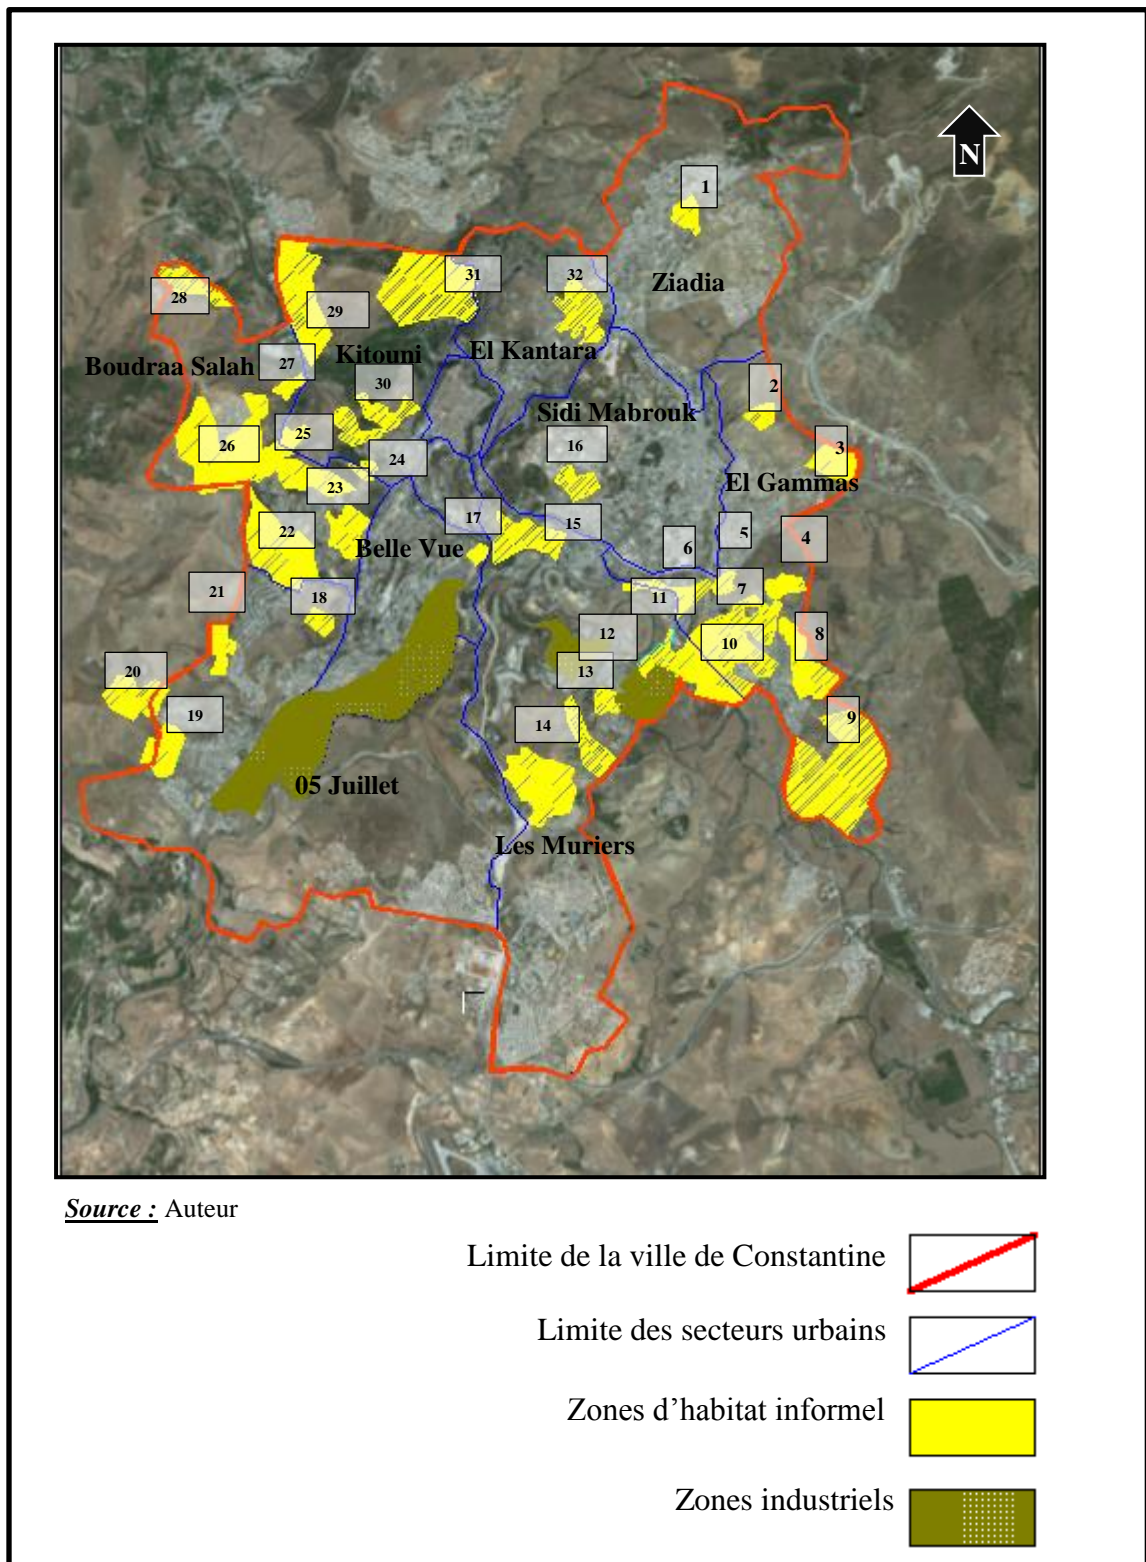 N
1
Ziadia
31
32
28
29
27
Boudraa Salah
Kitouni
El Kantara
30
2
Sidi Mabrouk
25
26
16
3
24
23
El Gammas
22
17
15
5
4
6
Belle Vue
21
18
11
7
12
10
8
20
13
19
14
9
05 Juillet
Les Muriers
Source : Auteur
Limite de la ville de Constantine
Limite des secteurs urbains
Zones d’habitat informel
Zones industriels